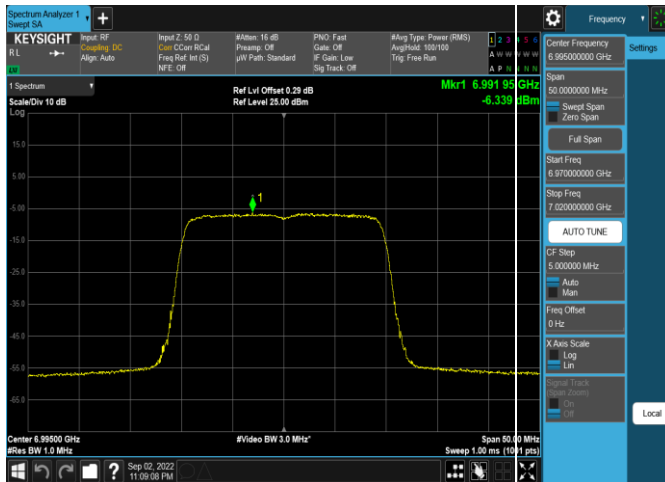 Spectrum Analyzer 1
Swept SA
+
Frequency
KEYSIGHT
RL
Input: RF
Coupling: DC
Align: Auto
Input Z: 50 Ω
Corr CCorr RCal
Freq Ref: Int (S)
NFE: Off
#Atten: 16 dB
Preamp: Off
µW Path: Standard
PNO: Fast
Gate: Off
IF Gain: Low
Sig Track: Off
#Avg Type: Power (RMS)
Avg|Hold: 100/100
Trig: Free Run
1 2 3 4 5 6
A W W W W W
A P N N N N
Center Frequency
6.995000000 GHz
Settings
Span
50.0000000 MHz
Swept Span
Zero Span
Full Span
Start Freq
6.970000000 GHz
Stop Freq
7.020000000 GHz
AUTO TUNE
CF Step
5.000000 MHz
Auto
Man
Freq Offset
0 Hz
X Axis Scale
Log
Lin
Signal Track
(Span Zoom)
On
Off
Local
1 Spectrum
Scale/Div 10 dB
Log
Ref Lvl Offset 0.29 dB
Ref Level 25.00 dBm
Mkr1 6.991 95 GHz
-6.339 dBm
15.0
5.00
-5.00
1
-15.0
-25.0
-35.0
-45.0
-55.0
-65.0
Center 6.99500 GHz
#Res BW 1.0 MHz
#Video BW 3.0 MHz*
Span 50.00 MHz
Sweep 1.00 ms (1001 pts)
?
Sep 02, 2022
11:09:08 PM